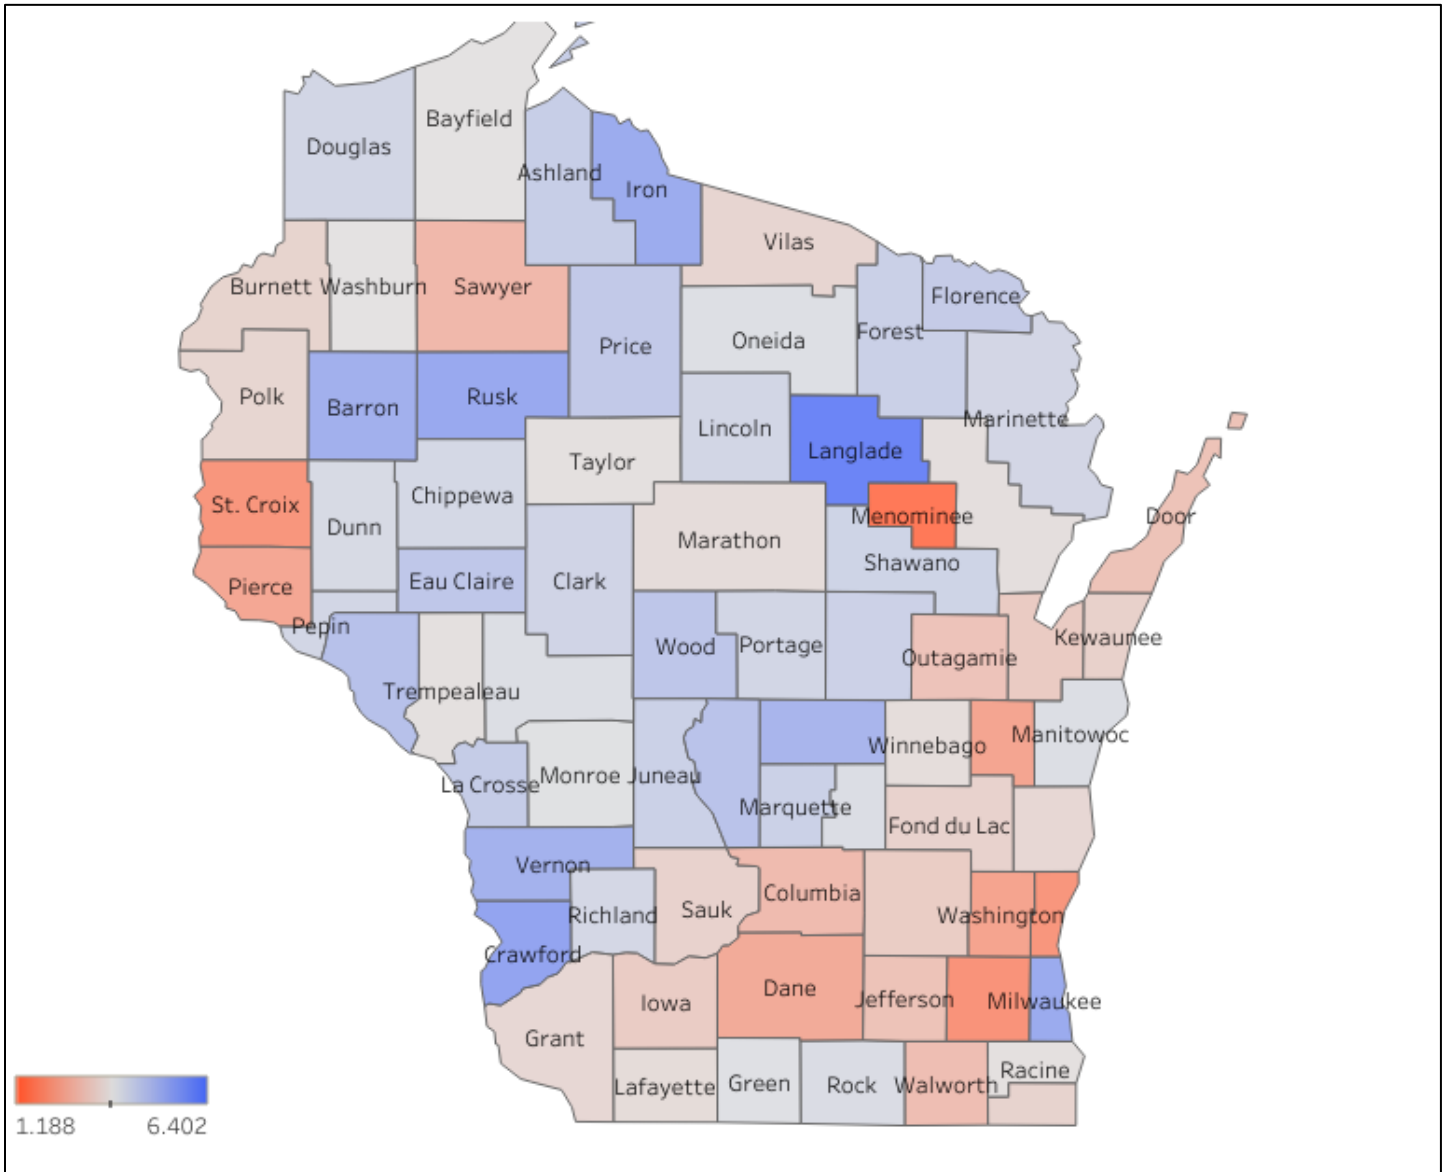 Bayfield
Douglas
Ashland
Iron
Vilas
Burnett
Washburn
Sawyer
Florence
Forest
Oneida
Price
Polk
Barron
Rusk
Marinette
Lincoln
Langlade
Taylor
Chippewa
St. Croix
Dunn
Menominee
Door
Marathon
Shawano
Eau Claire
Clark
Pierce
Pepin
Wood
Portage
Outagamie
Kewaunee
Trempealeau
Manitowoc
Winnebago
Monroe
Juneau
La Crosse
Marquette
Fond du Lac
Vernon
Columbia
Sauk
Richland
Washington
Crawford
Dane
Iowa
Jefferson
Milwaukee
Grant
Racine
Lafayette
Green
Rock
Walworth
1.188
6.402